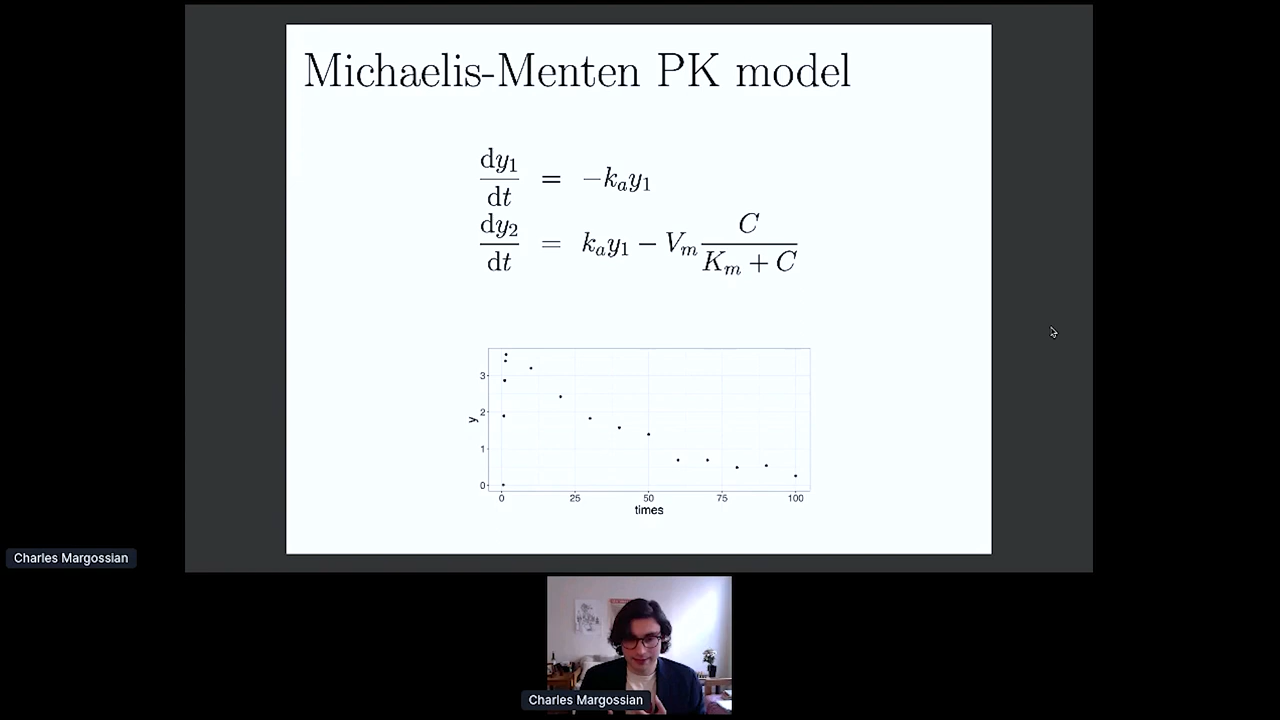 Michaelis-Menten PK model
dy₁/dt = −kₐy₁
dy₂/dt = kₐy₁ − Vₘ C/(Kₘ + C)
3
2
1
0
y
0 25 50 75 100
times
Charles Margossian
Charles Margossian